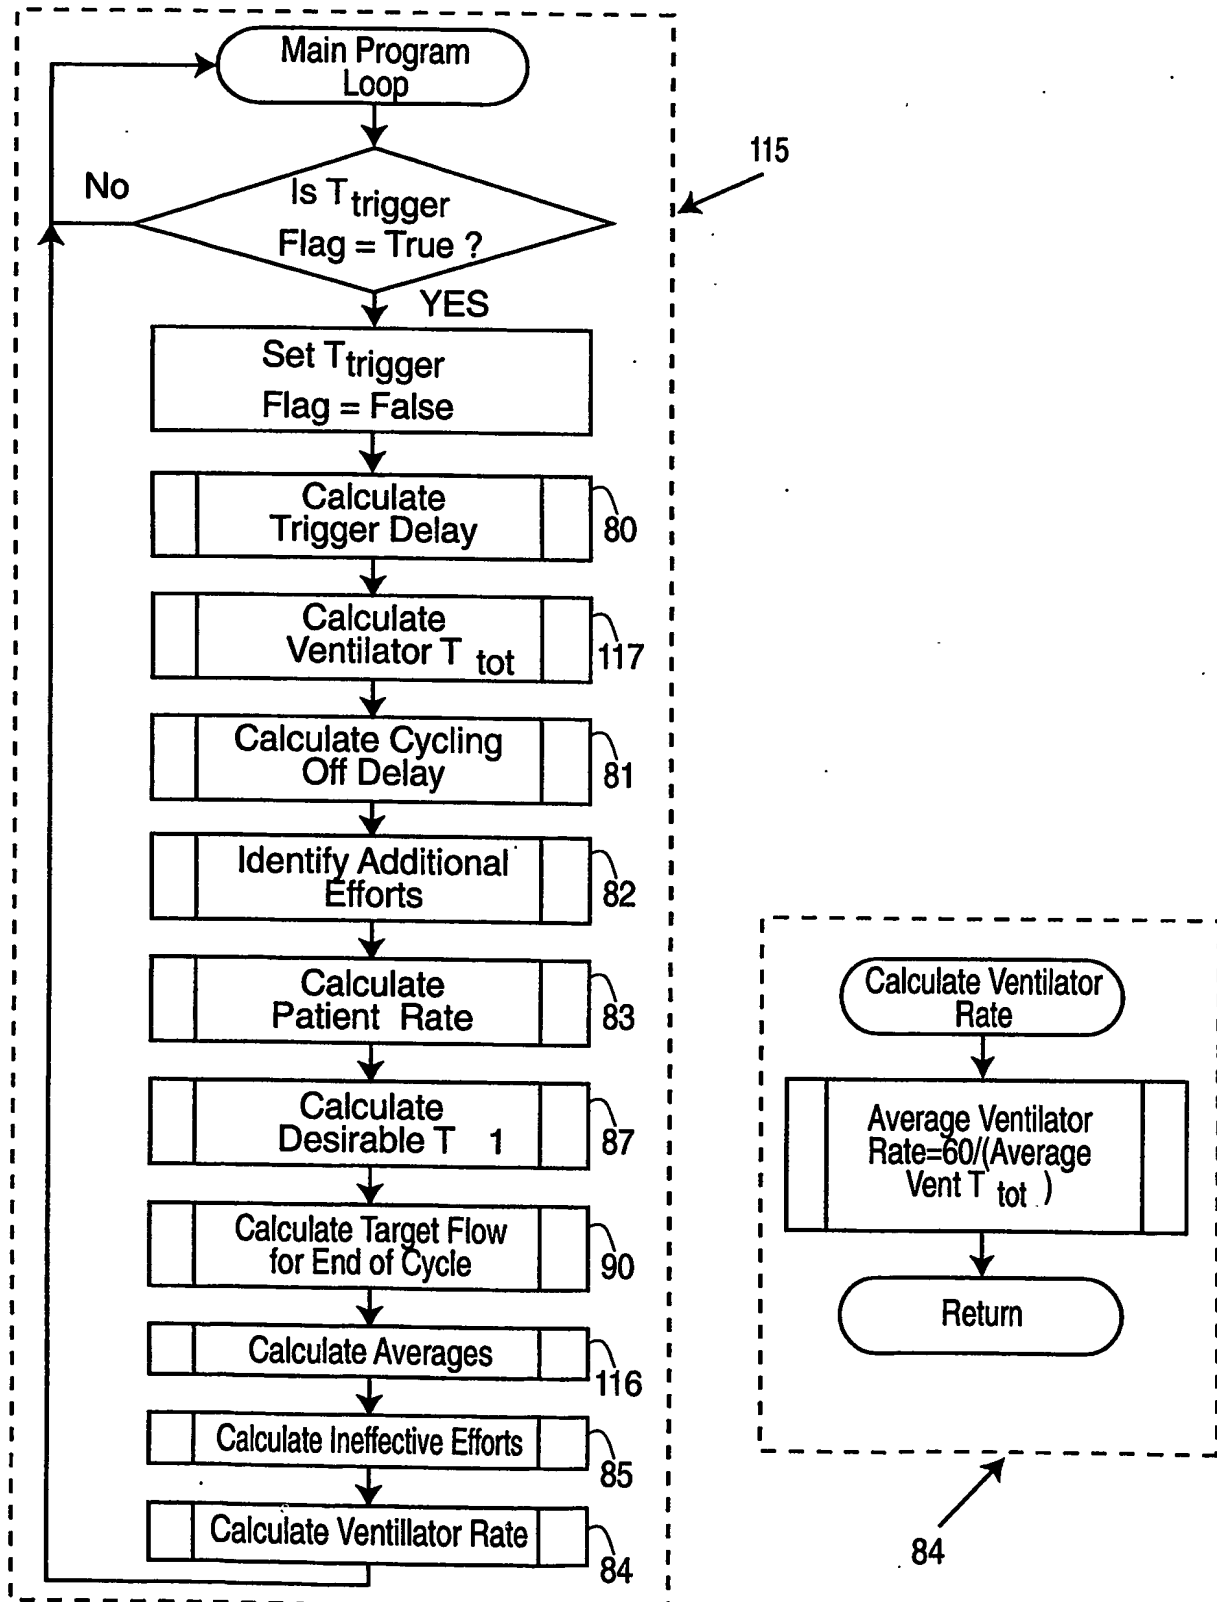 Main Program
Loop
115
No
Is T trigger
Flag = True ?
YES
Set T trigger
Flag = False
Calculate
Trigger Delay
80
Calculate
Ventilator T tot
117
Calculate Cycling
Off Delay
81
Identify Additional
Efforts
82
Calculate
Patient Rate
83
Calculate
Desirable T 1
87
Calculate Target Flow
for End of Cycle
90
Calculate Averages
116
Calculate Ineffective Efforts
85
Calculate Ventillator Rate
84
Calculate Ventilator
Rate
Average Ventilator
Rate=60/(Average
Vent T tot )
Return
84